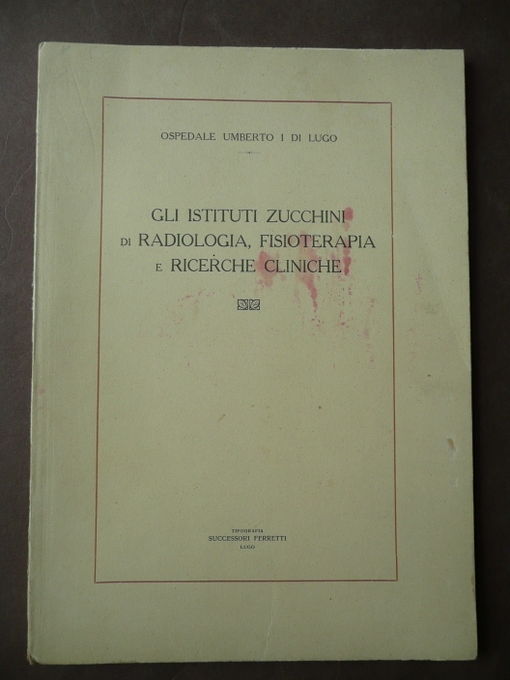 OSPEDALE UMBERTO I DI LUGO
GLI ISTITUTI ZUCCHINI
DI RADIOLOGIA, FISIOTERAPIA
E RICERCHE CLINICHE
TIPOGRAFIA
SUCCESSORI FERRETTI
LUGO